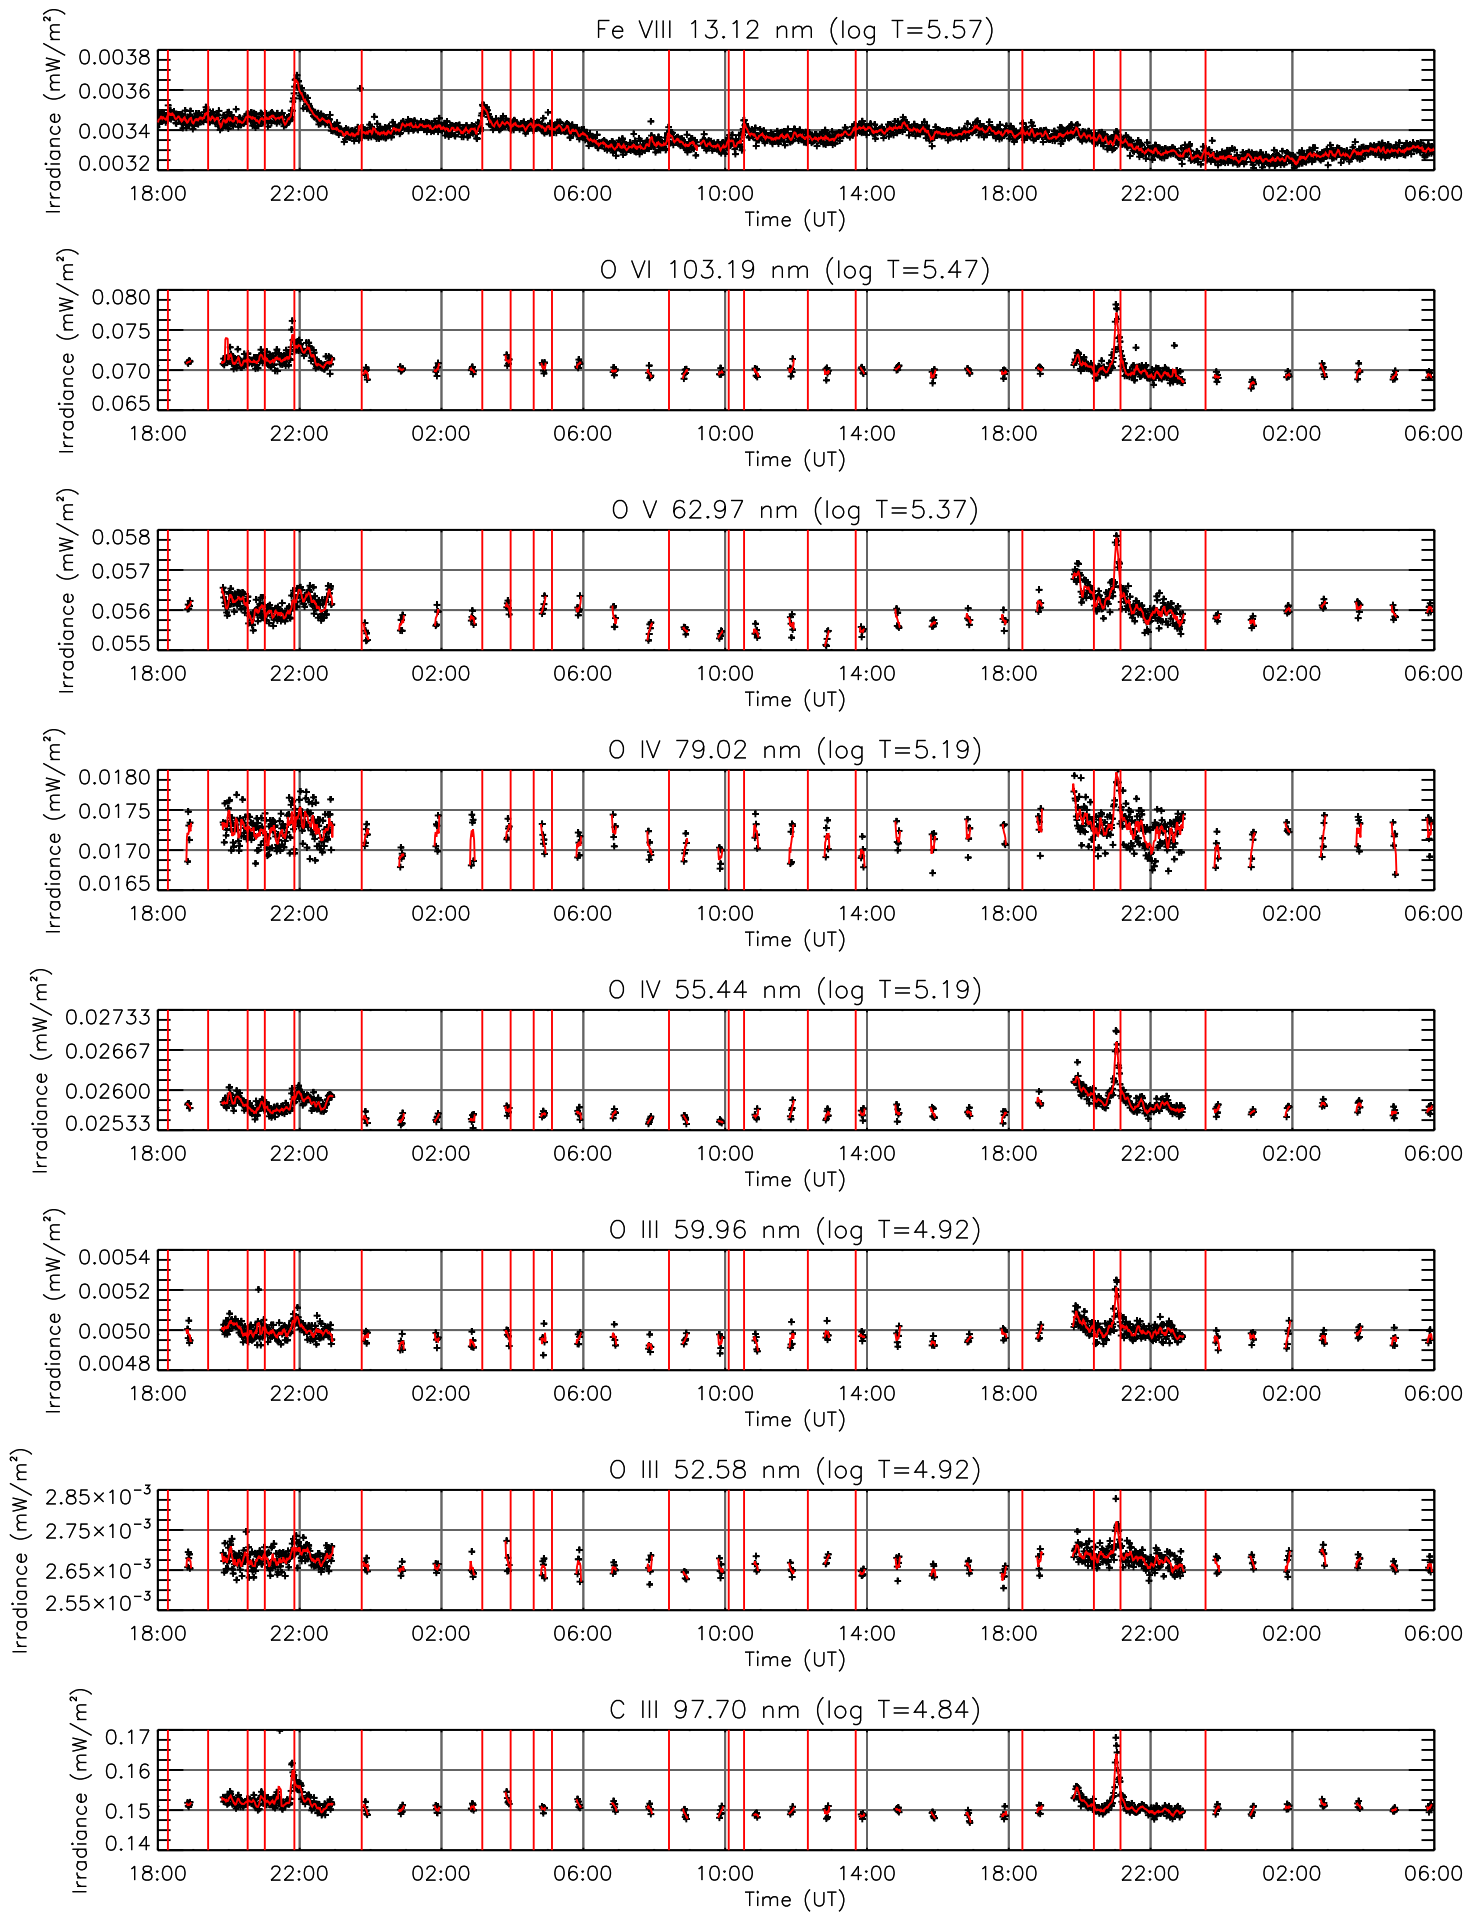 Fe VIII 13.12 nm (log T=5.57)
Irradiance (mW/m²)
0.0038
0.0036
0.0034
0.0032
18:00 22:00 02:00 06:00 10:00 14:00 18:00 22:00 02:00 06:00
Time (UT)
O VI 103.19 nm (log T=5.47)
Irradiance (mW/m²)
0.080
0.075
0.070
0.065
18:00 22:00 02:00 06:00 10:00 14:00 18:00 22:00 02:00 06:00
Time (UT)
O V 62.97 nm (log T=5.37)
Irradiance (mW/m²)
0.058
0.057
0.056
0.055
18:00 22:00 02:00 06:00 10:00 14:00 18:00 22:00 02:00 06:00
Time (UT)
O IV 79.02 nm (log T=5.19)
Irradiance (mW/m²)
0.0180
0.0175
0.0170
0.0165
18:00 22:00 02:00 06:00 10:00 14:00 18:00 22:00 02:00 06:00
Time (UT)
O IV 55.44 nm (log T=5.19)
Irradiance (mW/m²)
0.02733
0.02667
0.02600
0.02533
18:00 22:00 02:00 06:00 10:00 14:00 18:00 22:00 02:00 06:00
Time (UT)
O III 59.96 nm (log T=4.92)
Irradiance (mW/m²)
0.0054
0.0052
0.0050
0.0048
18:00 22:00 02:00 06:00 10:00 14:00 18:00 22:00 02:00 06:00
Time (UT)
O III 52.58 nm (log T=4.92)
Irradiance (mW/m²)
2.85×10⁻³
2.75×10⁻³
2.65×10⁻³
2.55×10⁻³
18:00 22:00 02:00 06:00 10:00 14:00 18:00 22:00 02:00 06:00
Time (UT)
C III 97.70 nm (log T=4.84)
Irradiance (mW/m²)
0.17
0.16
0.15
0.14
18:00 22:00 02:00 06:00 10:00 14:00 18:00 22:00 02:00 06:00
Time (UT)